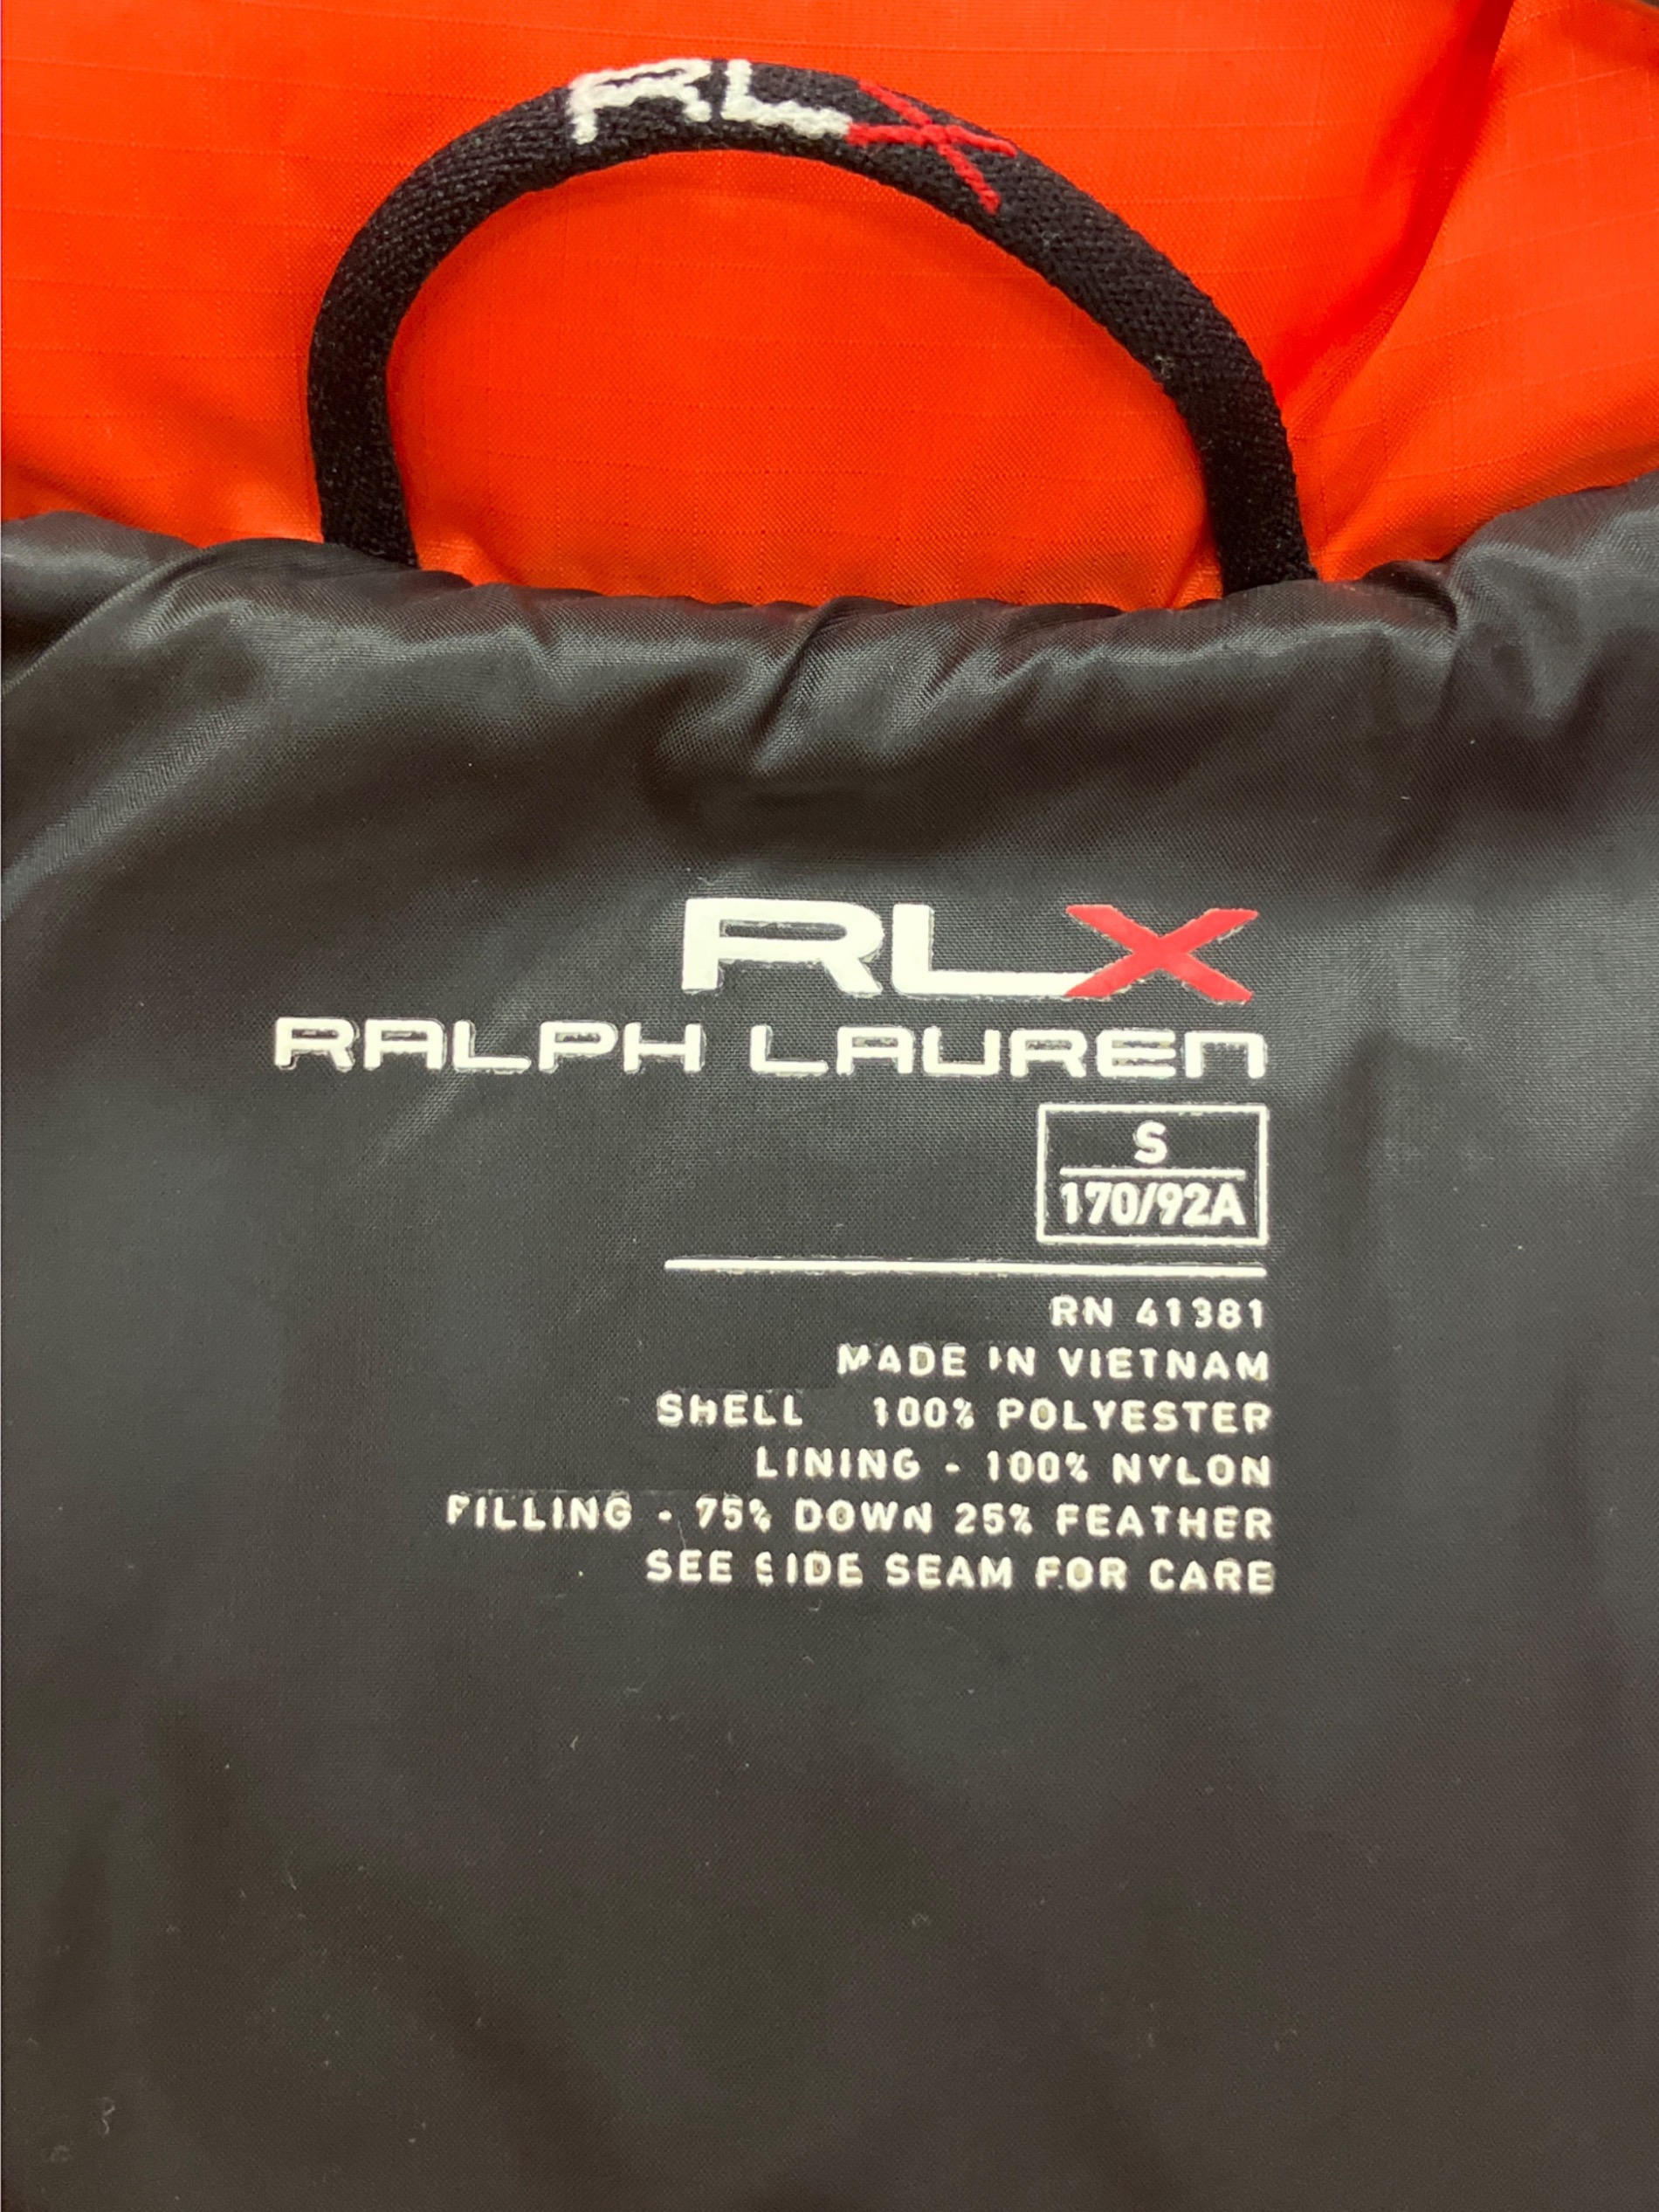 RLX
RLX
RALPH LAUREN
S
170/92A
RN 41381
MADE IN VIETNAM
SHELL 100% POLYESTER
LINING - 100% NYLON
FILLING - 75% DOWN 25% FEATHER
SEE SIDE SEAM FOR CARE